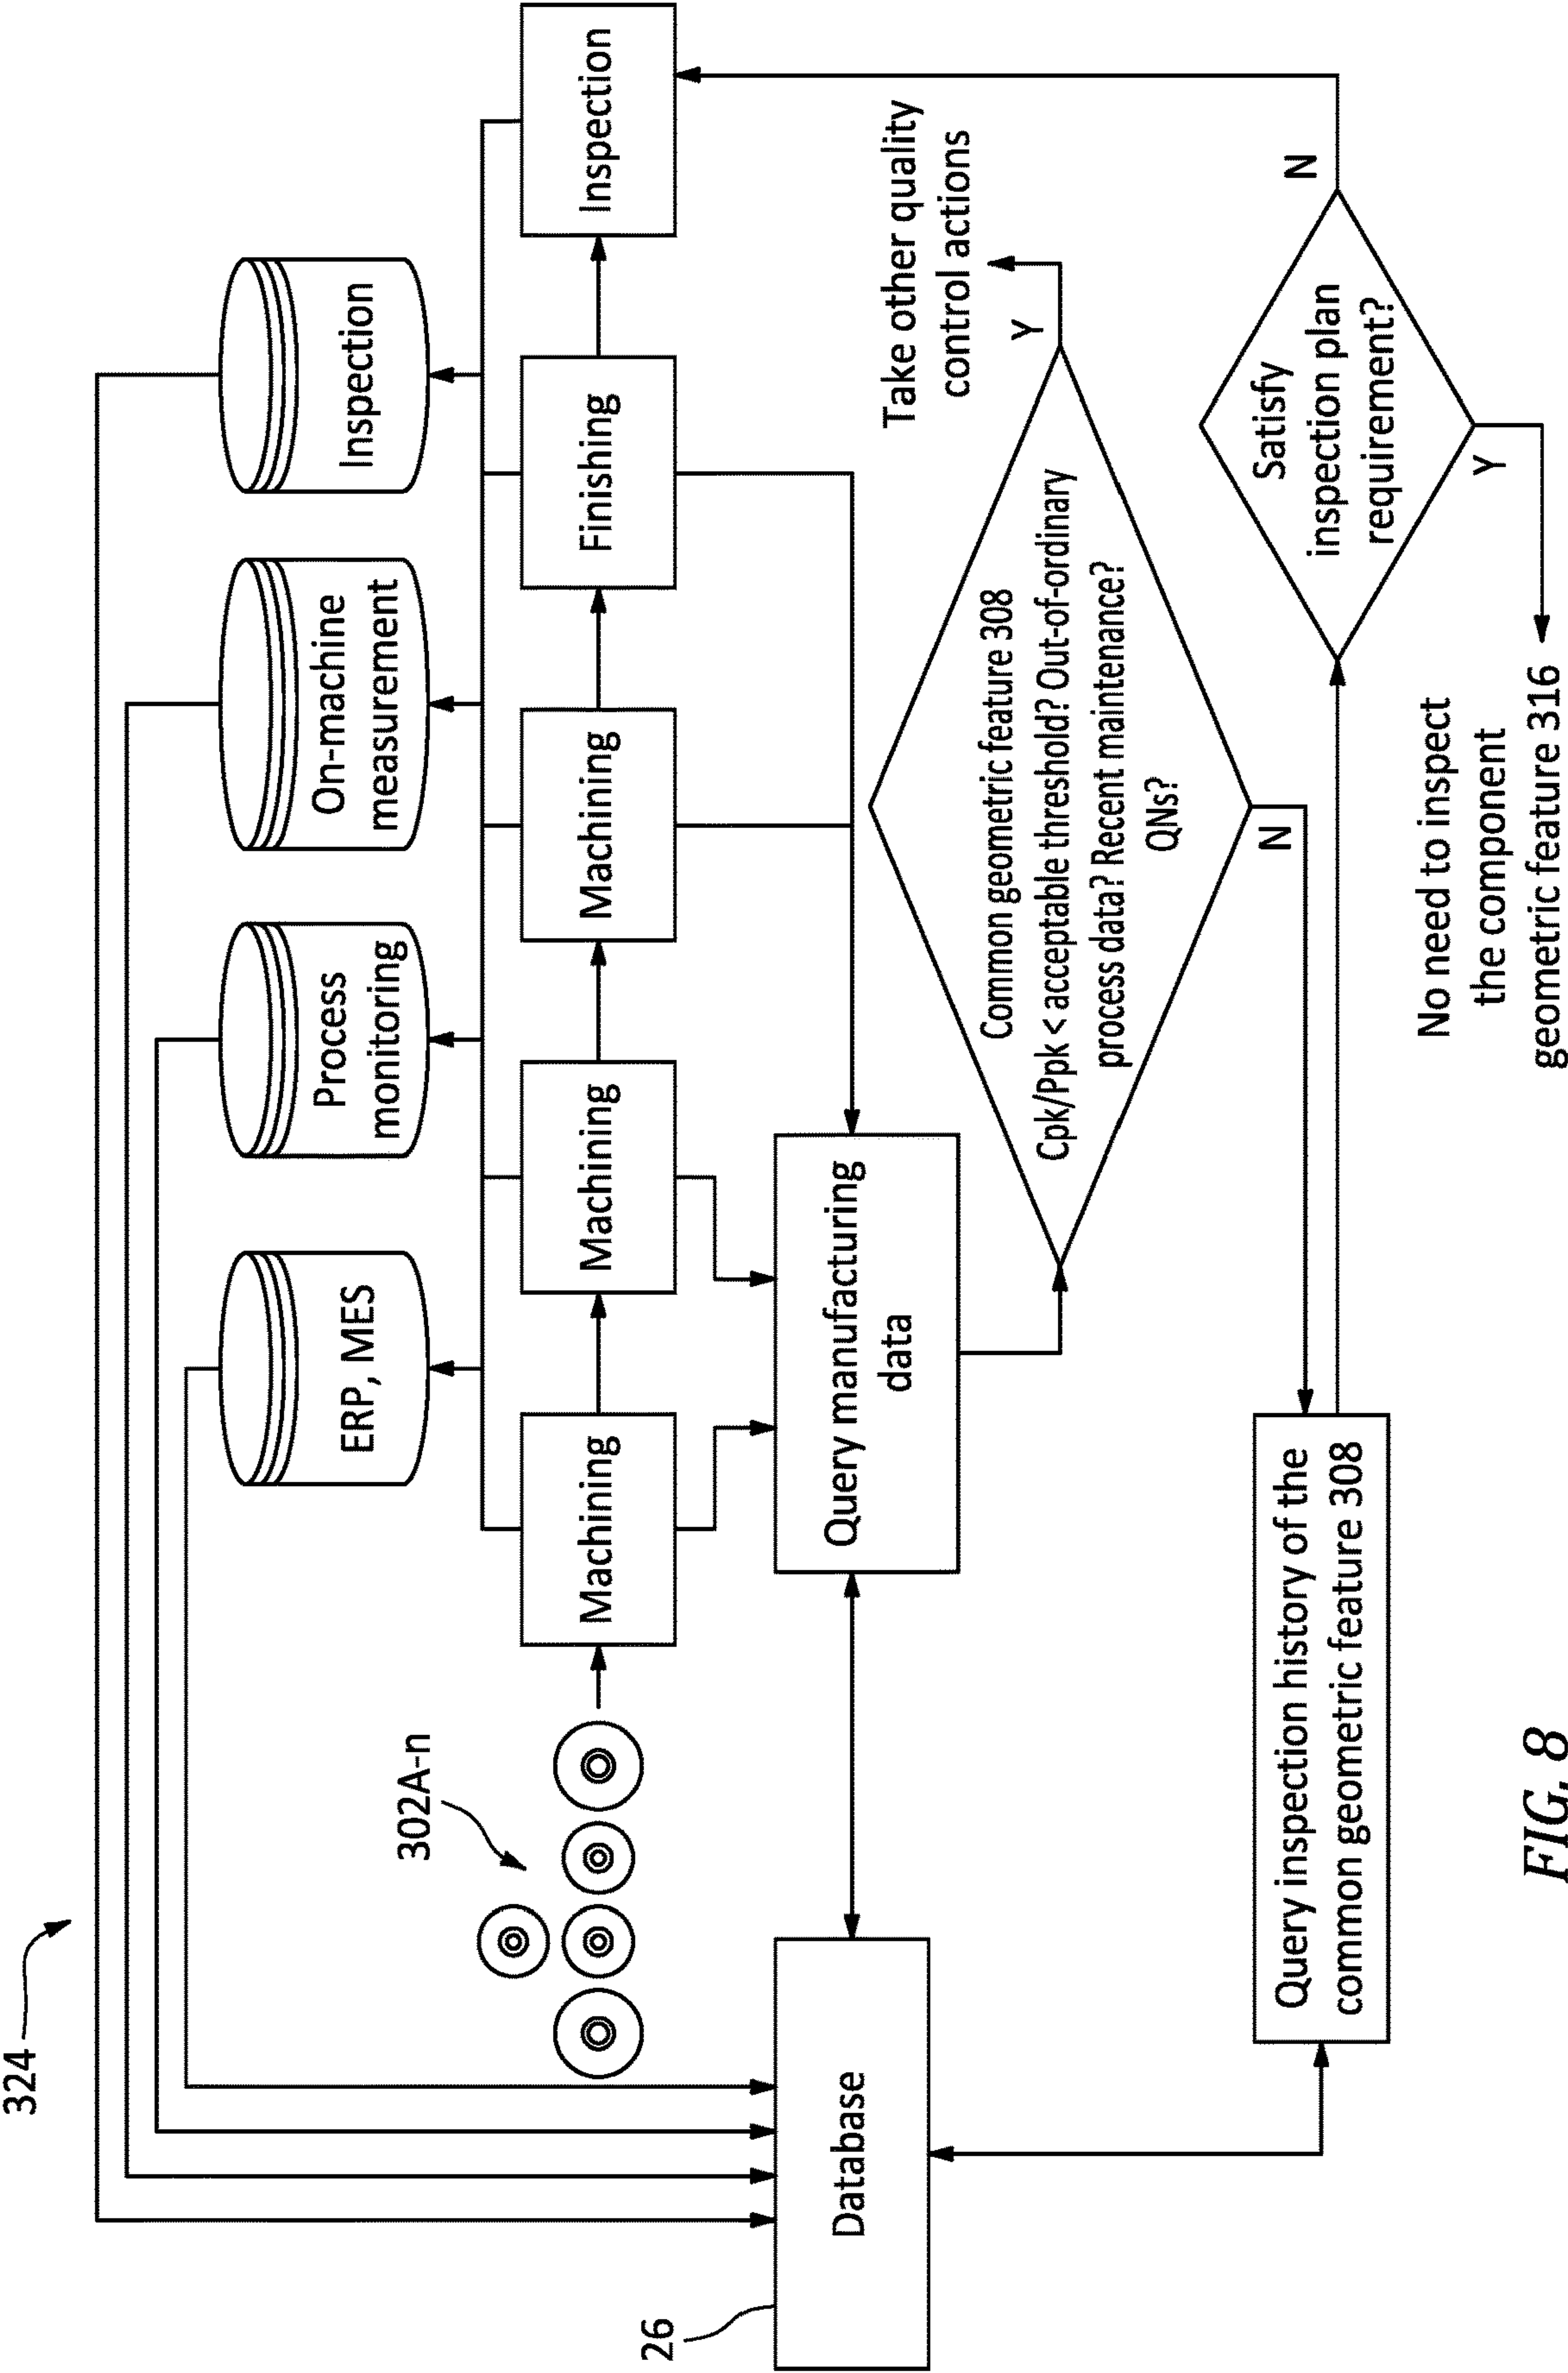 324
ERP, MES
Process
monitoring
On-machine
measurement
Inspection
302A-n
Machining
Machining
Machining
Finishing
Inspection
26
Database
Query manufacturing
data
Common geometric feature 308
Cpk/Ppk < acceptable threshold? Out-of-ordinary
process data? Recent maintenance?
QNs?
Y
Take other quality
control actions
N
Query inspection history of the
common geometric feature 308
Satisfy
inspection plan
requirement?
N
Y
No need to inspect
the component
geometric feature 316
FIG. 8